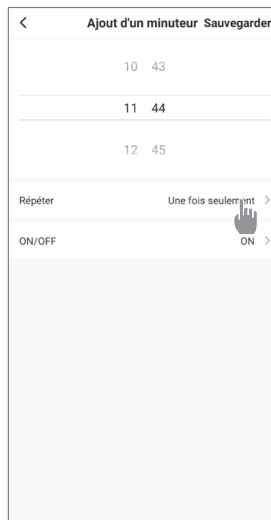 Ajout d'un minuteur Sauvegarder
10 43
11 44
12 45
Répéter Une fois seulement
ON/OFF ON